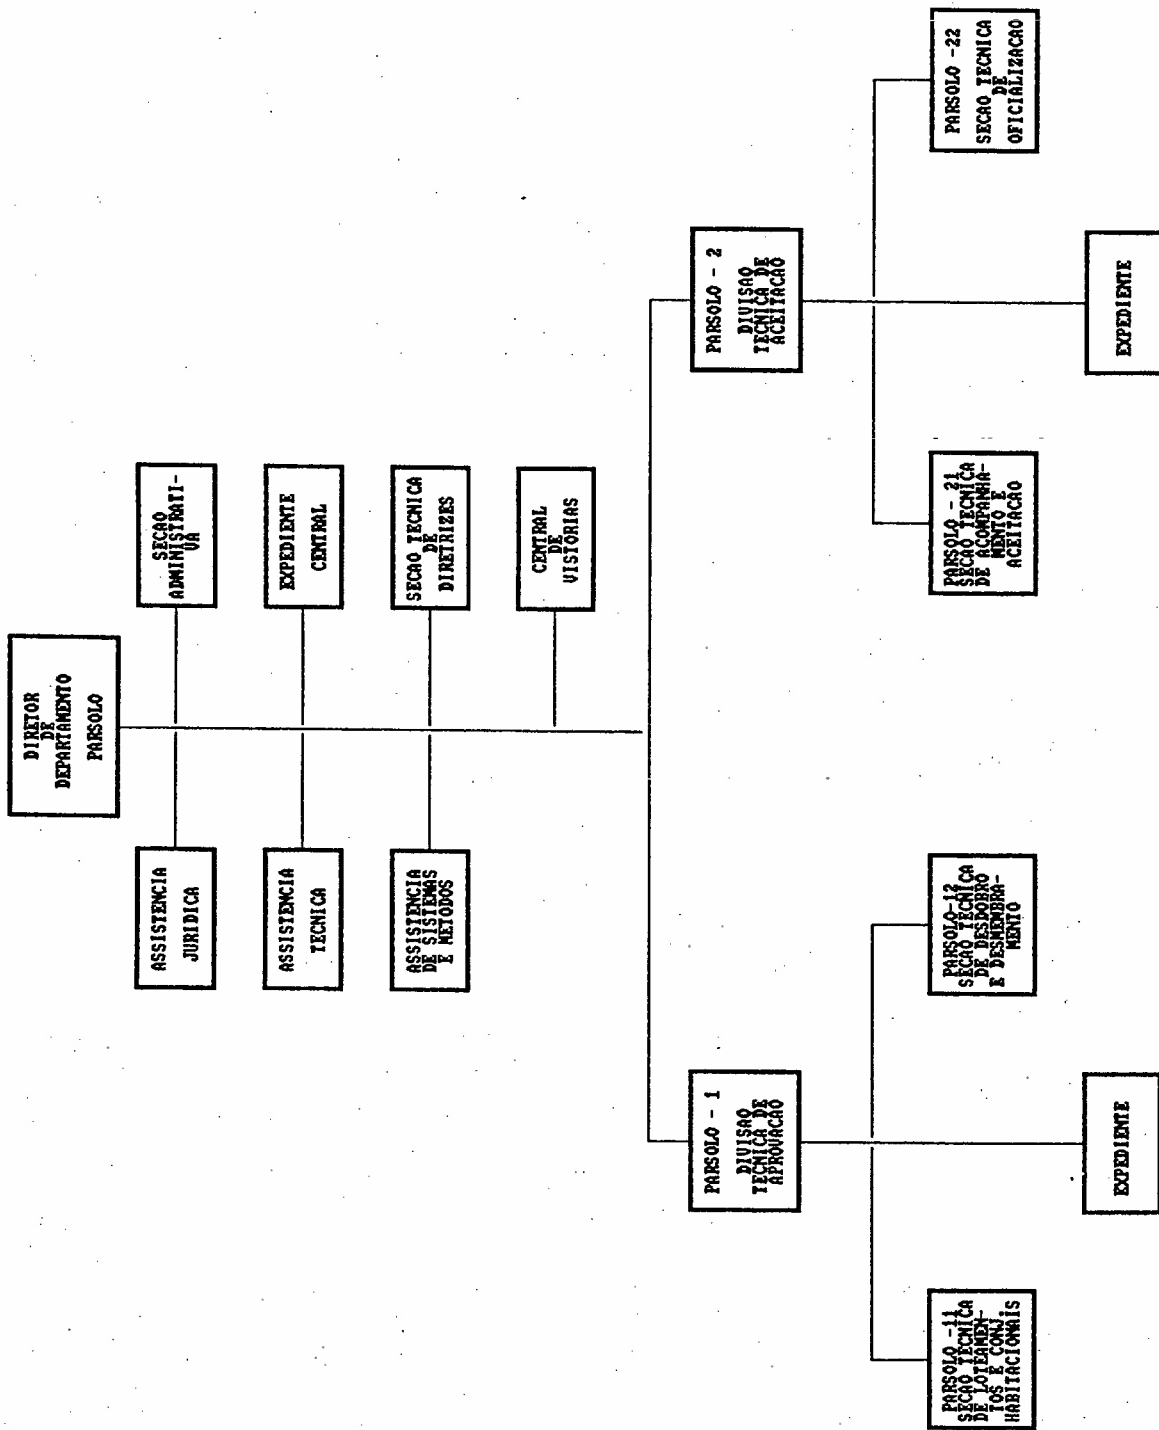 DIRETOR
DE
DEPARTAMENTO
PARSOLO
ASSISTENCIA
JURIDICA
SECAO
ADMINISTRATI-
VA
ASSISTENCIA
TECNICA
EXPEDIENTE
CENTRAL
ASSISTENCIA
DE SISTEMAS
E METODOS
SECAO TECNICA
DE
DIRETRIZES
CENTRAL
DE
VISTORIAS
PARSOLO - 1
DIVISAO
TECNICA DE
APROVACAO
PARSOLO - 2
DIVISAO
TECNICA DE
ACEITACAO
PARSOLO -11
SECAO TECNICA
DE LOTEAMEN-
TOS E CONJ.
HABITACIONAIS
PARSOLO-12
SECAO TECNICA
DE DESDOBRO
E DESMEMBRA-
MENTO
PARSOLO - 21
SECAO TECNICA
DE ACOMPANHA-
MENTO E
ACEITACAO
PARSOLO -22
SECAO TECNICA
DE
OFICIALIZACAO
EXPEDIENTE
EXPEDIENTE